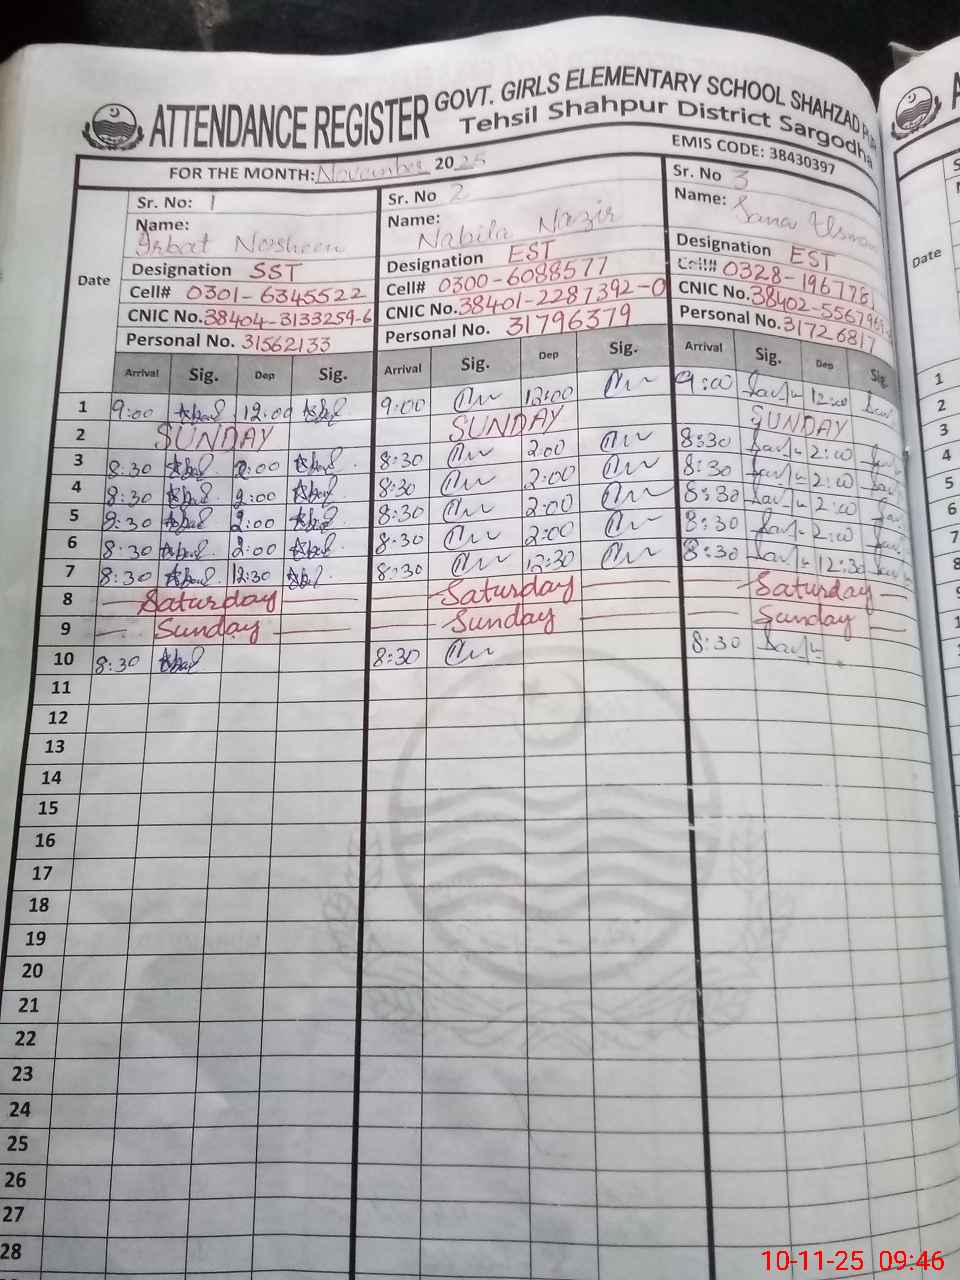 ATTENDANCE REGISTER GOVT. GIRLS ELEMENTARY SCHOOL SHAHZAD PUR
Tehsil Shahpur District Sargodha
FOR THE MONTH: November 2025 EMIS CODE: 38430397
Date
Sr. No: 1 Sr. No 2 Sr. No 3
Name: Name: Name:
Nosheen Nabila Nazir Sana Usman
Designation SST Designation EST Designation EST
Cell# 0301-6345522 Cell# 0300-6088577 Cell# 0328-196778
CNIC No. 38404-3133259-6 CNIC No. 38401-2287392-0 CNIC No. 38402-55679
Personal No. 31562133 Personal No. 31796379 Personal No. 31726817
Arrival Sig. Dep Sig. Arrival Sig. Dep Sig. Arrival Sig. Dep Sig.
1 9:00 12:00 9:00 12:00 9:00 12:00
2 SUNDAY SUNDAY SUNDAY
3 8:30 2:00 8:30 2:00 8:30 2:00
4 8:30 2:00 8:30 2:00 8:30 2:00
5 8:30 2:00 8:30 2:00 8:30 2:00
6 8:30 2:00 8:30 2:00 8:30 2:00
7 8:30 12:30 8:30 12:30 8:30 12:30
8 Saturday Saturday Saturday
9 Sunday Sunday Sunday
10 8:30 8:30 8:30
11
12
13
14
15
16
17
18
19
20
21
22
23
24
25
26
27
28
Date
1
2
3
4
5
6
7
8
10-11-25 09:46